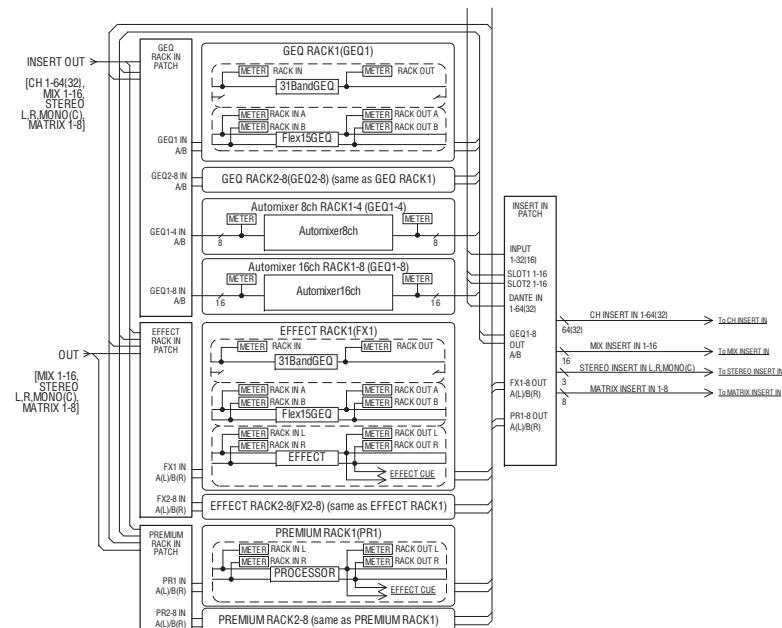 INSERT OUT
[CH 1-64{32},
MIX 1-16,
STEREO
L,R,MONO(C),
MATRIX 1-8]
GEQ
RACK IN
PATCH
GEQ1 IN
A/B
GEQ2-8 IN
A/B
GEQ1-4 IN
A/B
GEQ1-8 IN
A/B
GEQ RACK1(GEQ1)
METER RACK IN
METER RACK OUT
31BandGEQ
METER RACK IN A
METER RACK OUT A
METER RACK IN B
METER RACK OUT B
Flex15GEQ
GEQ RACK2-8(GEQ2-8) (same as GEQ RACK1)
Automixer 8ch RACK1-4 (GEQ1-4)
METER
METER
Automixer8ch
8
8
Automixer 16ch RACK1-8 (GEQ1-8)
METER
METER
Automixer16ch
16
16
OUT
[MIX 1-16,
STEREO
L,R,MONO(C),
MATRIX 1-8]
EFFECT
RACK IN
PATCH
FX1 IN
A(L)/B(R)
FX2-8 IN
A(L)/B(R)
EFFECT RACK1(FX1)
METER RACK IN
METER RACK OUT
31BandGEQ
METER RACK IN A
METER RACK OUT A
METER RACK IN B
METER RACK OUT B
Flex15GEQ
METER RACK IN L
METER RACK OUT L
METER RACK IN R
METER RACK OUT R
EFFECT
EFFECT CUE
EFFECT RACK2-8(FX2-8) (same as EFFECT RACK1)
PREMIUM
RACK IN
PATCH
PR1 IN
A(L)/B(R)
PR2-8 IN
A(L)/B(R)
PREMIUM RACK1(PR1)
METER RACK IN L
METER RACK OUT L
METER RACK IN R
METER RACK OUT R
PROCESSOR
EFFECT CUE
PREMIUM RACK2-8 (same as PREMIUM RACK1)
INSERT IN
PATCH
INPUT
1-32(16)
SLOT1 1-16
SLOT2 1-16
DANTE IN
1-64(32)
GEQ1-8
OUT
A/B
FX1-8 OUT
A(L)/B(R)
PR1-8 OUT
A(L)/B(R)
CH INSERT IN 1-64(32)
64(32)
To CH INSERT IN
MIX INSERT IN 1-16
16
To MIX INSERT IN
STEREO INSERT IN L,R,MONO(C)
3
To STEREO INSERT IN
MATRIX INSERT IN 1-8
8
To MATRIX INSERT IN